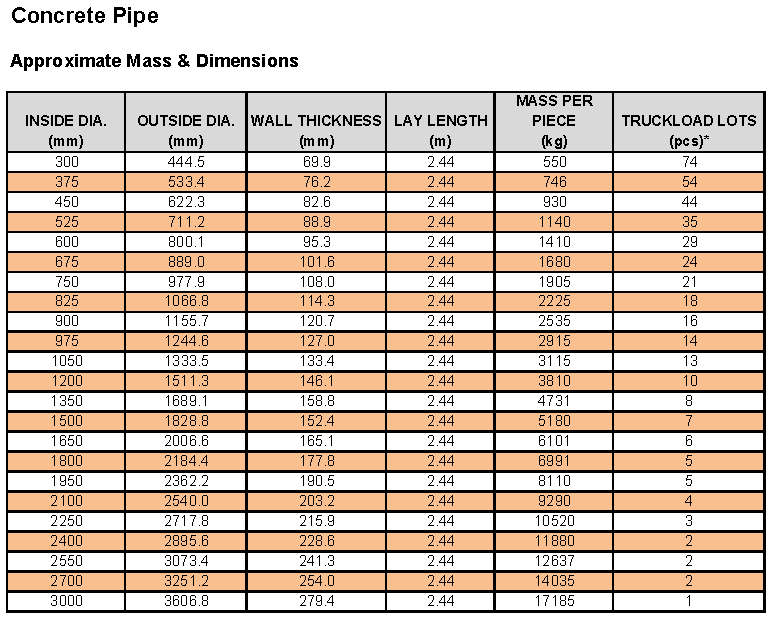 Concrete Pipe
Approximate Mass & Dimensions
INSIDE DIA. (mm) OUTSIDE DIA. (mm) WALL THICKNESS (mm) LAY LENGTH (m) MASS PER PIECE (kg) TRUCKLOAD LOTS (pcs)*
300 444.5 69.9 2.44 550 74
375 533.4 76.2 2.44 746 54
450 622.3 82.6 2.44 930 44
525 711.2 88.9 2.44 1140 35
600 800.1 95.3 2.44 1410 29
675 889.0 101.6 2.44 1680 24
750 977.9 108.0 2.44 1905 21
825 1066.8 114.3 2.44 2225 18
900 1155.7 120.7 2.44 2535 16
975 1244.6 127.0 2.44 2915 14
1050 1333.5 133.4 2.44 3115 13
1200 1511.3 146.1 2.44 3810 10
1350 1689.1 158.8 2.44 4731 8
1500 1828.8 152.4 2.44 5180 7
1650 2006.6 165.1 2.44 6101 6
1800 2184.4 177.8 2.44 6991 5
1950 2362.2 190.5 2.44 8110 5
2100 2540.0 203.2 2.44 9290 4
2250 2717.8 215.9 2.44 10520 3
2400 2895.6 228.6 2.44 11880 2
2550 3073.4 241.3 2.44 12637 2
2700 3251.2 254.0 2.44 14035 2
3000 3606.8 279.4 2.44 17185 1